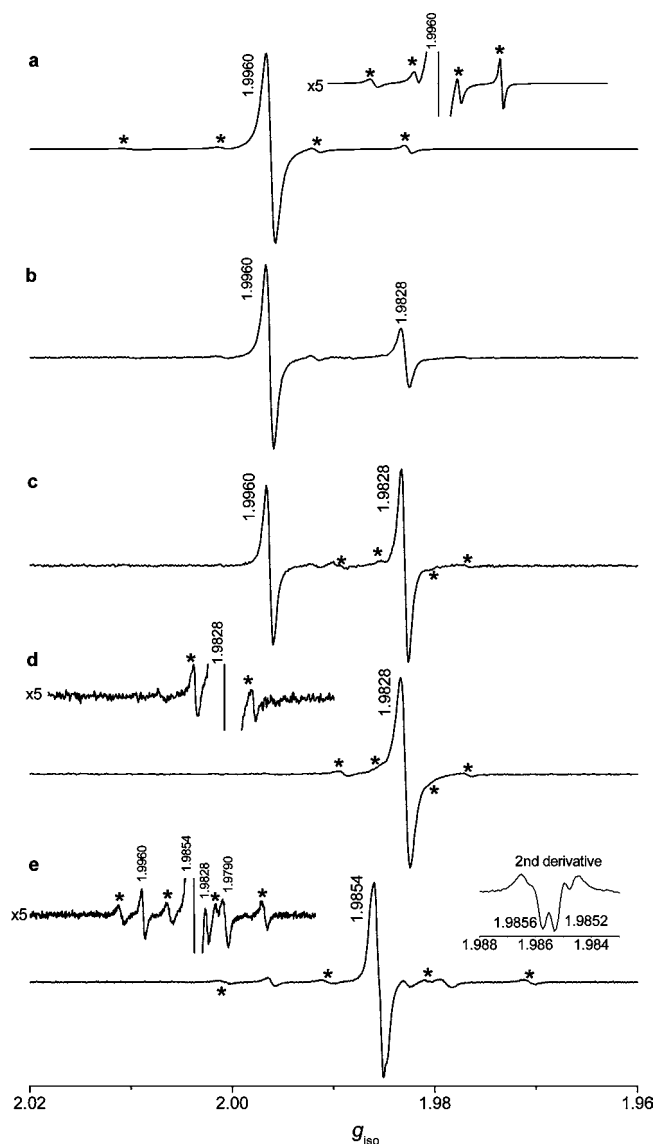 a
1.9960
x5
* * 1.9960 * *
* * * *
b
1.9960
1.9828
c
1.9960
1.9828
* * * *
d
x5
* 1.9828 *
1.9828
* * * *
e
x5
* 1.9960 * 1.9854 1.9828 * 1.9790 *
1.9854
2nd derivative
1.9856 1.9852
1.988 1.986 1.984
* * * *
2.02 2.00 1.98 1.96
g iso